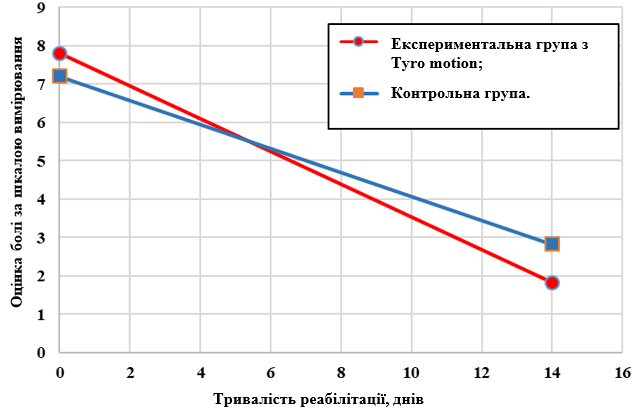 Оцінка болі за шкалою вимірювання
9
8
7
6
5
4
3
2
1
0
Експериментальна група з
Tyro motion;
Контрольна група.
0 2 4 6 8 10 12 14 16
Тривалість реабілітації, днів